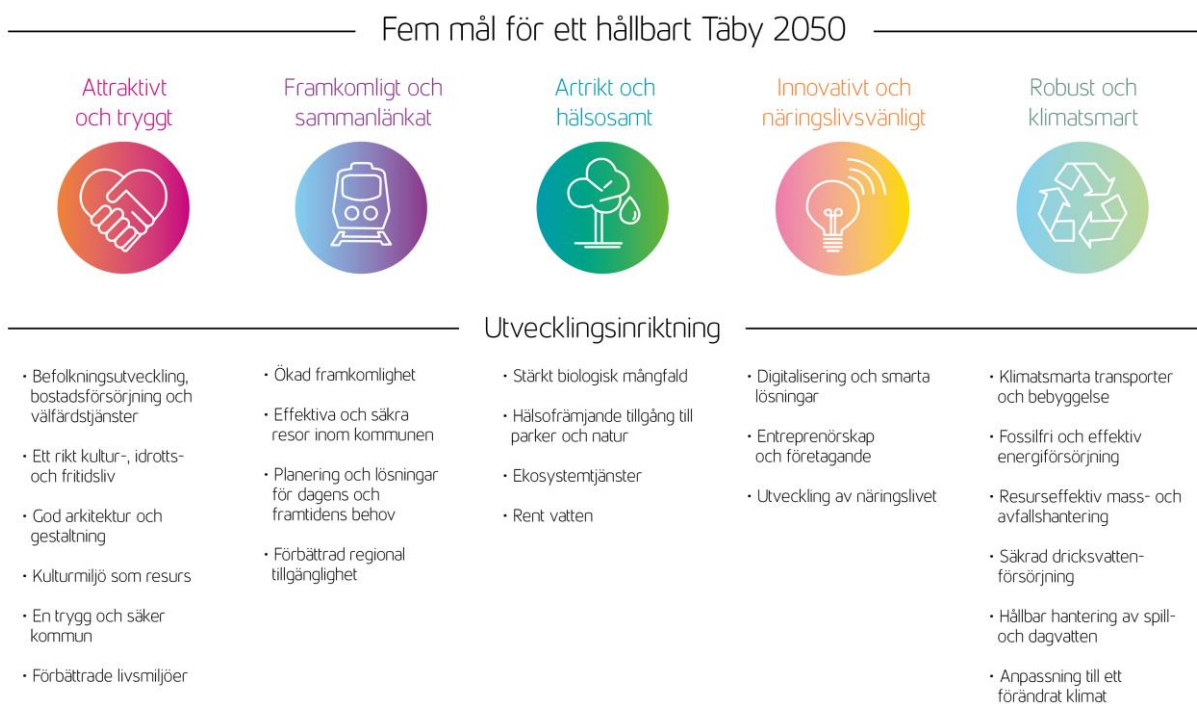 Fem mål för ett hållbart Täby 2050
Attraktivt
och tryggt
Framkomligt och
sammanlänkat
Artrikt och
hälsosamt
Innovativt och
näringslivsvänligt
Robust och
klimatsmart
Utvecklingsinriktning
• Befolkningsutveckling,
bostadsförsörjning och
välfärdstjänster
• Ett rikt kultur-, idrotts-
och fritidsliv
• God arkitektur och
gestaltning
• Kulturmiljö som resurs
• En trygg och säker
kommun
• Förbättrade livsmiljöer
• Ökad framkomlighet
• Effektiva och säkra
resor inom kommunen
• Planering och lösningar
för dagens och
framtidens behov
• Förbättrad regional
tillgänglighet
• Stärkt biologisk mångfald
• Hälsofrämjande tillgång till
parker och natur
• Ekosystemtjänster
• Rent vatten
• Digitalisering och smarta
lösningar
• Entreprenörskap
och företagande
• Utveckling av näringslivet
• Klimatsmarta transporter
och bebyggelse
• Fossilfri och effektiv
energiförsörjning
• Resurseffektiv mass- och
avfallshantering
• Säkrad dricksvatten-
försörjning
• Hållbar hantering av spill-
och dagvatten
• Anpassning till ett
förändrat klimat